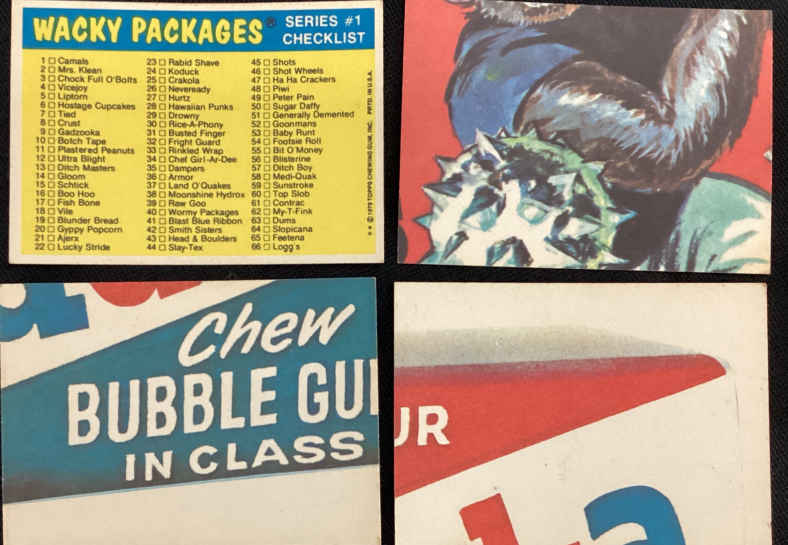 WACKY PACKAGES® SERIES #1
CHECKLIST
1 □ Camals
2 □ Mrs. Klean
3 □ Chock Full O'Bolts
4 □ Vicejoy
5 □ Liptorn
6 □ Hostage Cupcakes
7 □ Tied
8 □ Crust
9 □ Gadzooka
10 □ Botch Tape
11 □ Plastered Peanuts
12 □ Ultra Blight
13 □ Ditch Masters
14 □ Gloom
15 □ Schtick
16 □ Boo Hoo
17 □ Fish Bone
18 □ Vile
19 □ Blunder Bread
20 □ Gyppy Popcorn
21 □ Ajerx
22 □ Lucky Stride
23 □ Rabid Shave
24 □ Koduck
25 □ Crakola
26 □ Neveready
27 □ Hurtz
28 □ Hawaiian Punks
29 □ Drowny
30 □ Rice-A-Phony
31 □ Busted Finger
32 □ Fright Guard
33 □ Rinkled Wrap
34 □ Chef Girl-Ar-Dee
35 □ Dampers
36 □ Armor
37 □ Land O'Quakes
38 □ Moonshine Hydrox
39 □ Raw Goo
40 □ Wormy Packages
41 □ Blast Blue Ribbon
42 □ Smith Sisters
43 □ Head & Boulders
44 □ Slay-Tex
45 □ Shots
46 □ Shot Wheels
47 □ Ha Ha Crackers
48 □ Piwi
49 □ Peter Pain
50 □ Sugar Daffy
51 □ Generally Demented
52 □ Goonmans
53 □ Baby Runt
54 □ Footsie Roll
55 □ Bit O'Money
56 □ Blisterine
57 □ Ditch Boy
58 □ Medi-Quak
59 □ Sunstroke
60 □ Top Slob
61 □ Contrac
62 □ My-T-Fink
63 □ Dums
64 □ Slopicana
65 □ Feetena
66 □ Logg's
** © 1979 TOPPS CHEWING GUM, INC. PRTD. IN U.S.A.
Chew
BUBBLE GU
IN CLASS
UR
la